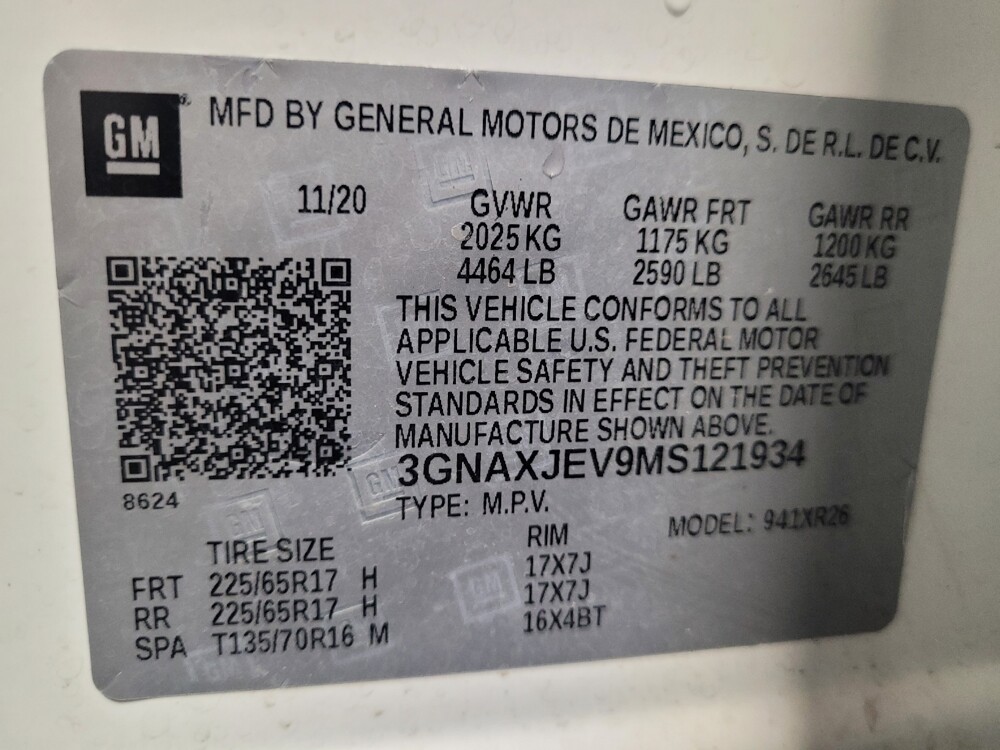 GM
MFD BY GENERAL MOTORS DE MEXICO, S. DE R.L. DE C.V.
11/20 GVWR GAWR FRT GAWR RR
2025 KG 1175 KG 1200 KG
4464 LB 2590 LB 2645 LB
THIS VEHICLE CONFORMS TO ALL
APPLICABLE U.S. FEDERAL MOTOR
VEHICLE SAFETY AND THEFT PREVENTION
STANDARDS IN EFFECT ON THE DATE OF
MANUFACTURE SHOWN ABOVE.
3GNAXJEV9MS121934
8624
TYPE: M.P.V. MODEL: 941XR26
TIRE SIZE RIM
FRT 225/65R17 H 17X7J
RR 225/65R17 H 17X7J
SPA T135/70R16 M 16X4BT